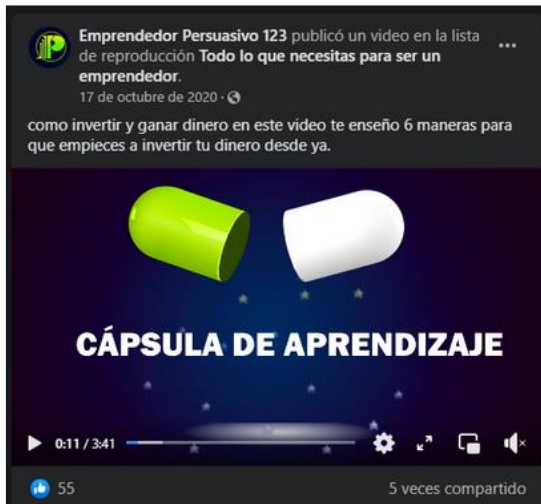 Emprendedor Persuasivo 123 publicó un video en la lista
de reproducción Todo lo que necesitas para ser un
emprendedor.
17 de octubre de 2020 ·
como invertir y ganar dinero en este video te enseño 6 maneras para
que empieces a invertir tu dinero desde ya.
CÁPSULA DE APRENDIZAJE
0:11 / 3:41
55
5 veces compartido